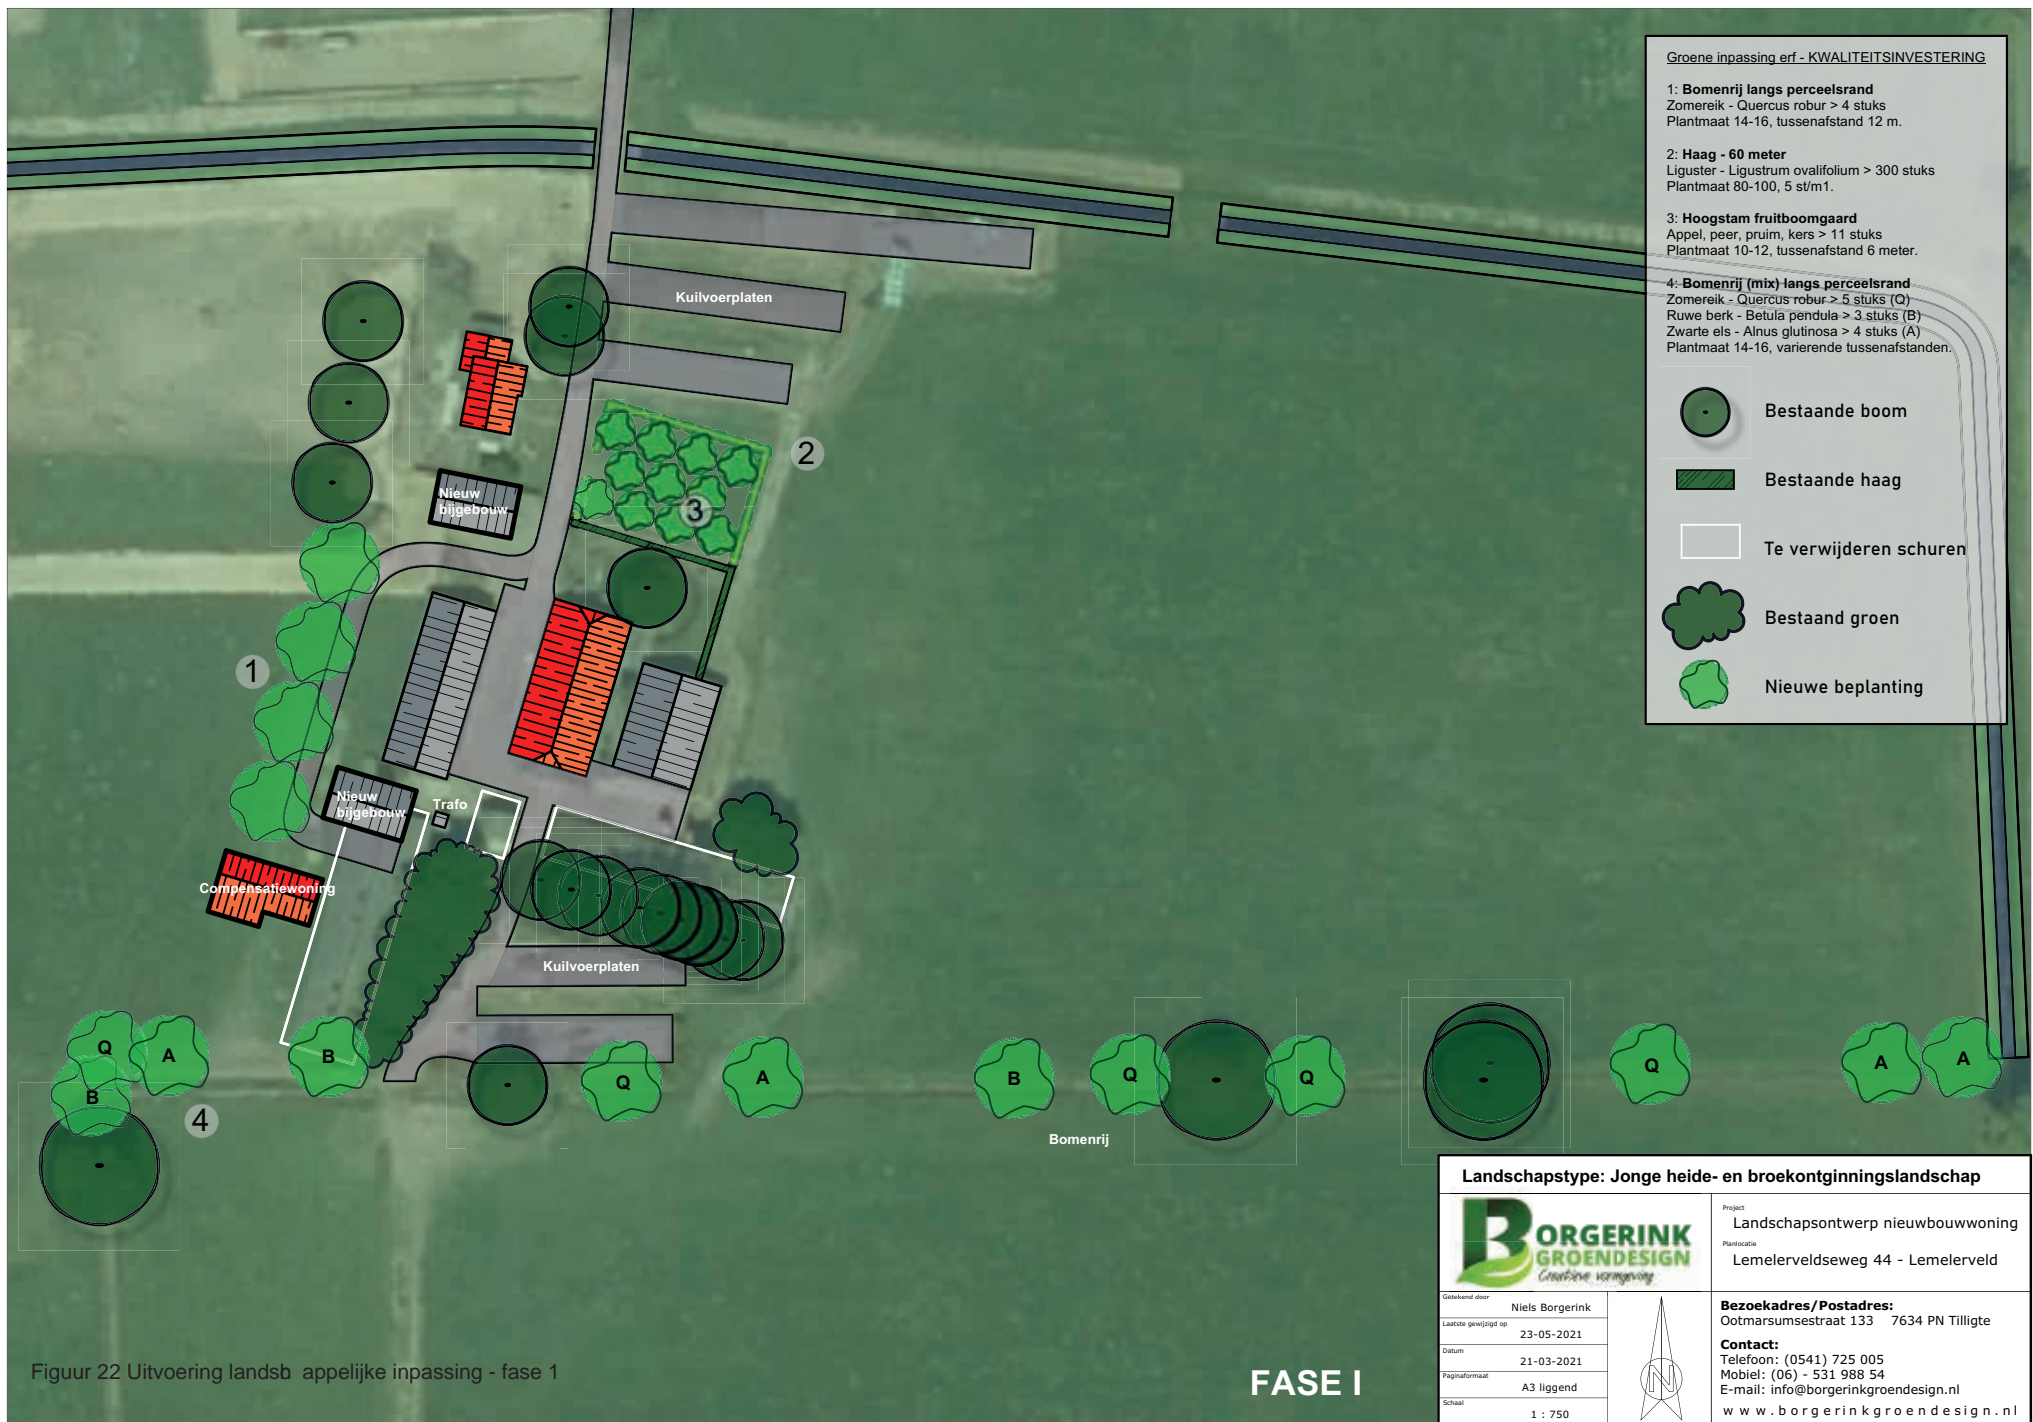 Groene inpassing erf - KWALITEITSINVESTERING
1: Bomenrij langs perceelsrand
Zomereik - Quercus robur > 4 stuks
Plantmaat 14-16, tussenafstand 12 m.
2: Haag - 60 meter
Liguster - Ligustrum ovalifolium > 300 stuks
Plantmaat 80-100, 5 st/m1.
3: Hoogstam fruitboomgaard
Appel, peer, pruim, kers > 11 stuks
Plantmaat 10-12, tussenafstand 6 meter.
4: Bomenrij (mix) langs perceelsrand
Zomereik - Quercus robur > 5 stuks (Q)
Ruwe berk - Betula pendula > 3 stuks (B)
Zwarte els - Alnus glutinosa > 4 stuks (A)
Plantmaat 14-16, varierende tussenafstanden.
Bestaande boom
Bestaande haag
Te verwijderen schuren
Bestaand groen
Nieuwe beplanting
Kuilvoerplaten
2
Nieuw
bijgebouw
3
1
Nieuw
bijgebouw
Trafo
Compensatiewoning
Kuilvoerplaten
Q
A
B
B
Q
A
B
Q
Q
Q
A
A
4
Bomenrij
Landschapstype: Jonge heide- en broekontginningslandschap
BORGERINK
GROENDESIGN
Creatieve vormgeving
Project
Landschapsontwerp nieuwbouwwoning
Planlocatie
Lemelerveldseweg 44 - Lemelerveld
Getekend door
Niels Borgerink
Laatste gewijzigd op
23-05-2021
Datum
21-03-2021
Paginaformaat
A3 liggend
Schaal
1 : 750
N
Bezoekadres/Postadres:
Ootmarsumsestraat 133 7634 PN Tilligte
Contact:
Telefoon: (0541) 725 005
Mobiel: (06) - 531 988 54
E-mail: info@borgerinkgroendesign.nl
www.borgerinkgroendesign.nl
Figuur 22 Uitvoering landsh appelijke inpassing - fase 1
FASE I